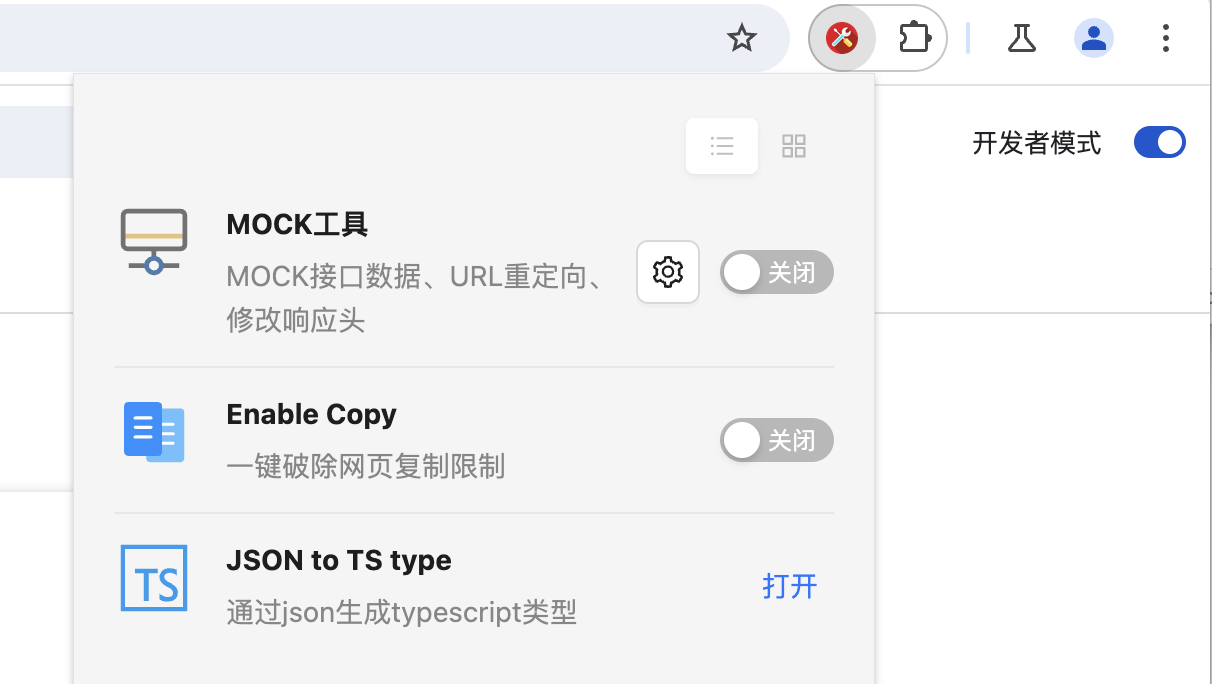 开发者模式
MOCK工具
MOCK接口数据、URL重定向、
修改响应头
关闭
Enable Copy
一键破除网页复制限制
关闭
TS
JSON to TS type
通过json生成typescript类型
打开